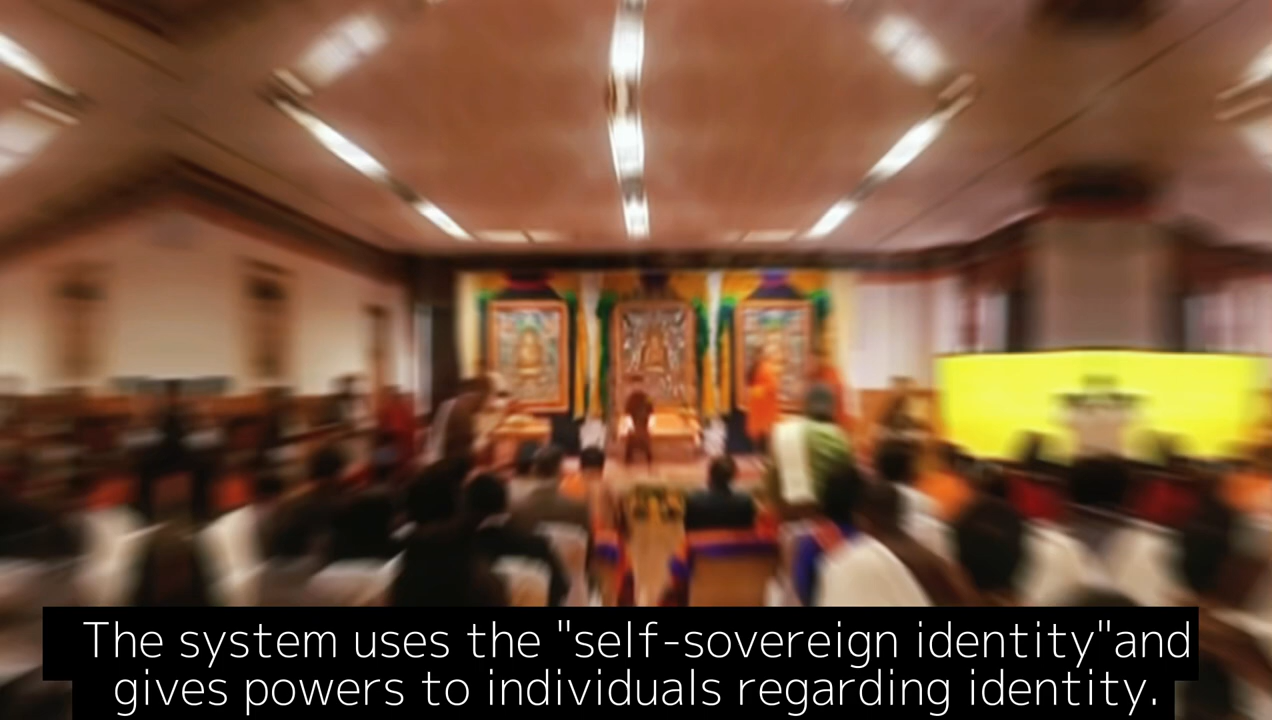 The system uses the "self-sovereign identity"and
gives powers to individuals regarding identity.